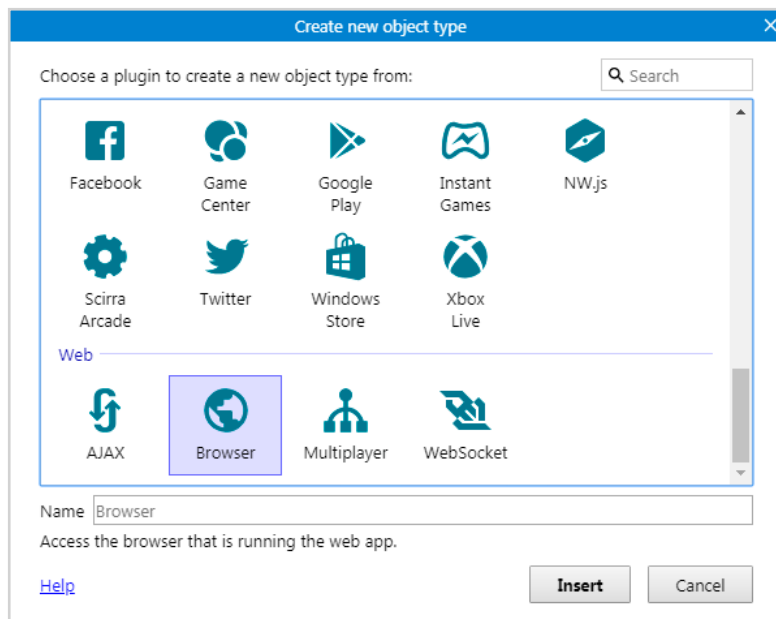 Create new object type
Choose a plugin to create a new object type from:
Search
Facebook
Game
Center
Google
Play
Instant
Games
NW.js
Scirra
Arcade
Twitter
Windows
Store
Xbox
Live
Web
AJAX
Browser
Multiplayer
WebSocket
Name Browser
Access the browser that is running the web app.
Help
Insert
Cancel